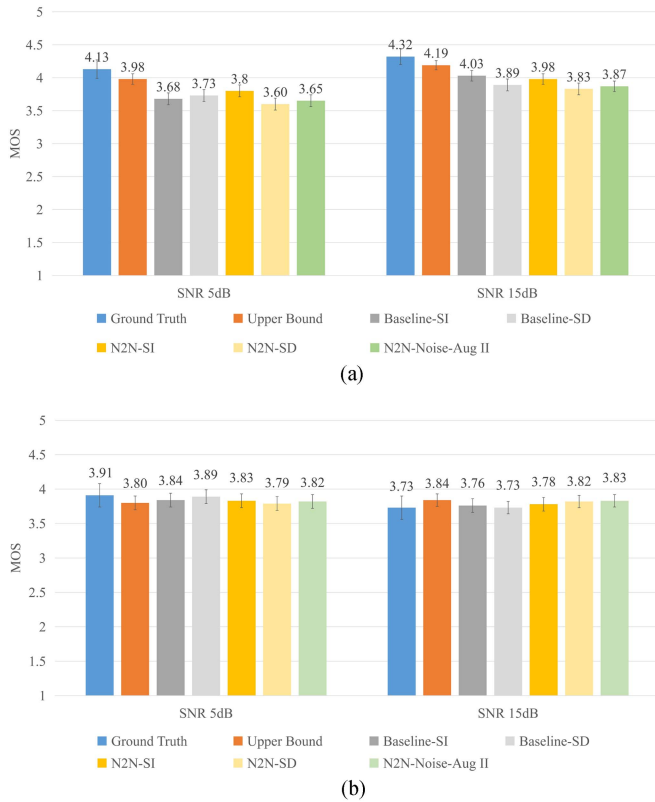 5
4.5
4
3.5
3
2.5
2
1.5
1
MOS
4.13 3.98 3.68 3.73 3.8 3.60 3.65
4.32 4.19 4.03 3.89 3.98 3.83 3.87
SNR 5dB SNR 15dB
Ground Truth Upper Bound Baseline-SI Baseline-SD
N2N-SI N2N-SD N2N-Noise-Aug II
(a)
5
4.5
4
3.5
3
2.5
2
1.5
1
MOS
3.91 3.80 3.84 3.89 3.83 3.79 3.82
3.73 3.84 3.76 3.73 3.78 3.82 3.83
SNR 5dB SNR 15dB
Ground Truth Upper Bound Baseline-SI Baseline-SD
N2N-SI N2N-SD N2N-Noise-Aug II
(b)